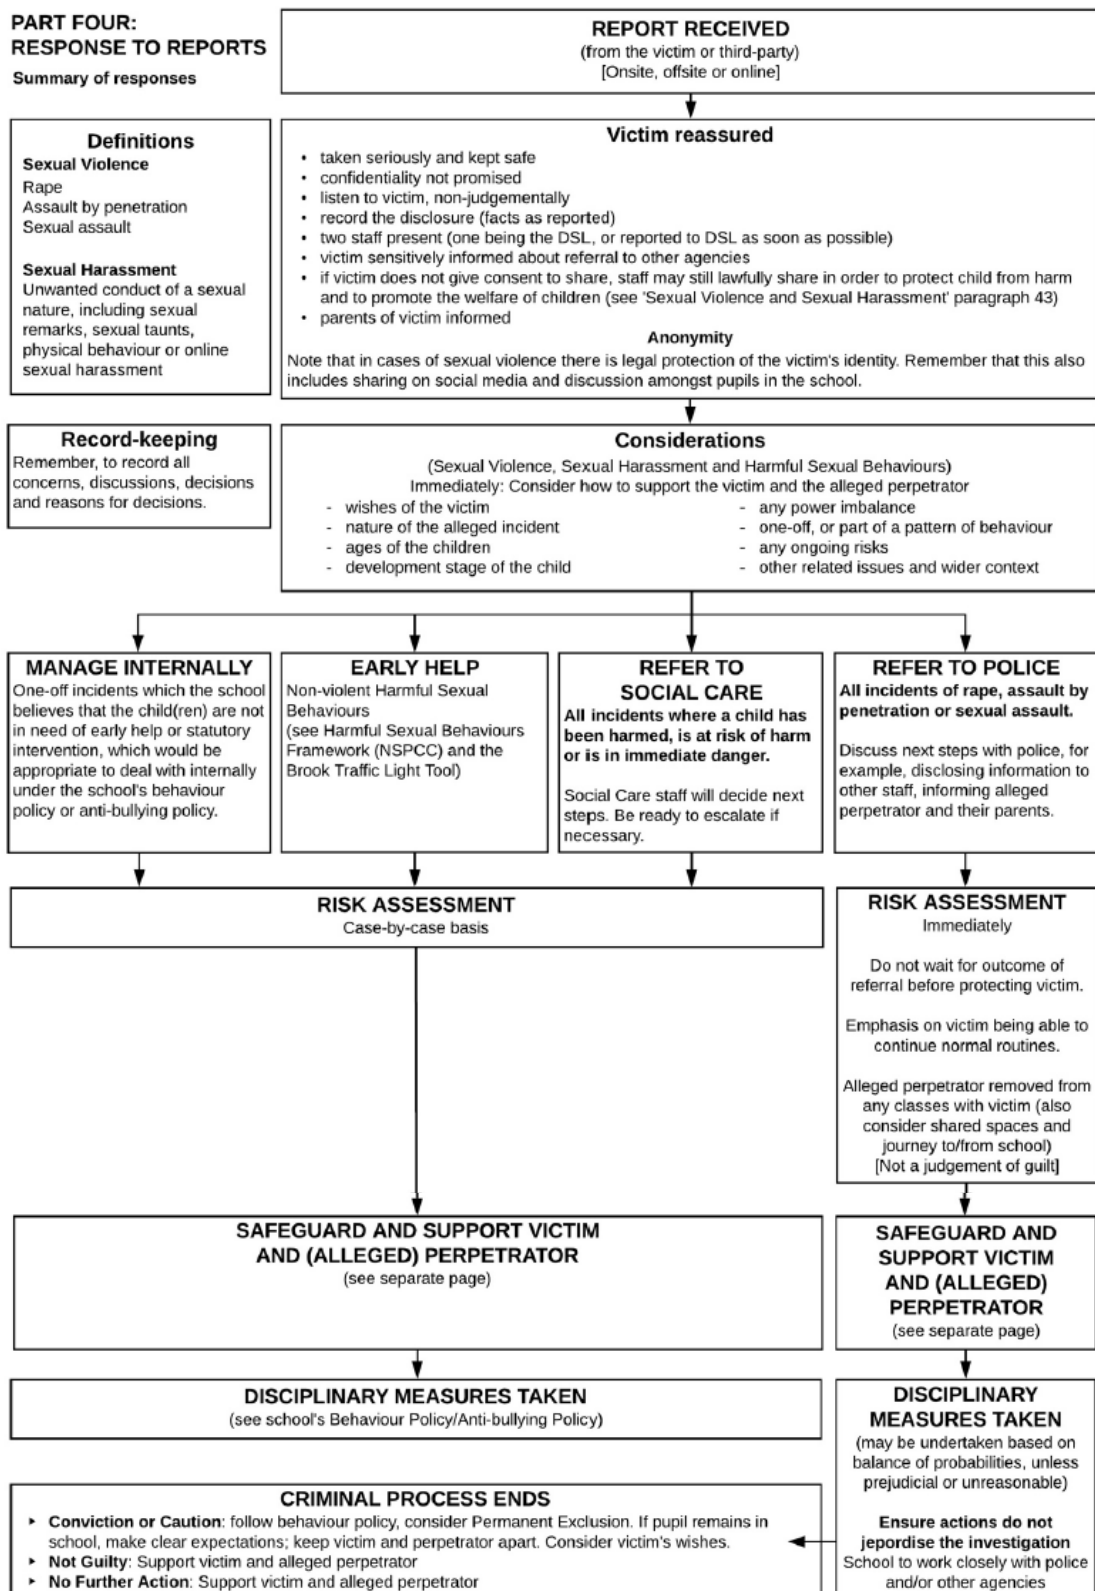 PART FOUR:
RESPONSE TO REPORTS
Summary of responses
REPORT RECEIVED
(from the victim or third-party)
[Onsite, offsite or online]
Definitions
Sexual Violence
Rape
Assault by penetration
Sexual assault
Sexual Harassment
Unwanted conduct of a sexual
nature, including sexual
remarks, sexual taunts,
physical behaviour or online
sexual harassment
Victim reassured
• taken seriously and kept safe
• confidentiality not promised
• listen to victim, non-judgementally
• record the disclosure (facts as reported)
• two staff present (one being the DSL, or reported to DSL as soon as possible)
• victim sensitively informed about referral to other agencies
• if victim does not give consent to share, staff may still lawfully share in order to protect child from harm
and to promote the welfare of children (see 'Sexual Violence and Sexual Harassment' paragraph 43)
• parents of victim informed
Anonymity
Note that in cases of sexual violence there is legal protection of the victim's identity. Remember that this also
includes sharing on social media and discussion amongst pupils in the school.
Record-keeping
Remember, to record all
concerns, discussions, decisions
and reasons for decisions.
Considerations
(Sexual Violence, Sexual Harassment and Harmful Sexual Behaviours)
Immediately: Consider how to support the victim and the alleged perpetrator
- wishes of the victim
- nature of the alleged incident
- ages of the children
- development stage of the child
- any power imbalance
- one-off, or part of a pattern of behaviour
- any ongoing risks
- other related issues and wider context
MANAGE INTERNALLY
One-off incidents which the school
believes that the child(ren) are not
in need of early help or statutory
intervention, which would be
appropriate to deal with internally
under the school's behaviour
policy or anti-bullying policy.
EARLY HELP
Non-violent Harmful Sexual
Behaviours
(see Harmful Sexual Behaviours
Framework (NSPCC) and the
Brook Traffic Light Tool)
REFER TO
SOCIAL CARE
All incidents where a child has
been harmed, is at risk of harm
or is in immediate danger.
Social Care staff will decide next
steps. Be ready to escalate if
necessary.
REFER TO POLICE
All incidents of rape, assault by
penetration or sexual assault.
Discuss next steps with police, for
example, disclosing information to
other staff, informing alleged
perpetrator and their parents.
RISK ASSESSMENT
Case-by-case basis
RISK ASSESSMENT
Immediately
Do not wait for outcome of
referral before protecting victim.
Emphasis on victim being able to
continue normal routines.
Alleged perpetrator removed from
any classes with victim (also
consider shared spaces and
journey to/from school)
[Not a judgement of guilt]
SAFEGUARD AND SUPPORT VICTIM
AND (ALLEGED) PERPETRATOR
(see separate page)
SAFEGUARD AND
SUPPORT VICTIM
AND (ALLEGED)
PERPETRATOR
(see separate page)
DISCIPLINARY MEASURES TAKEN
(see school's Behaviour Policy/Anti-bullying Policy)
DISCIPLINARY
MEASURES TAKEN
(may be undertaken based on
balance of probabilities, unless
prejudicial or unreasonable)
Ensure actions do not
jepordise the investigation
School to work closely with police
and/or other agencies
CRIMINAL PROCESS ENDS
▸ Conviction or Caution: follow behaviour policy, consider Permanent Exclusion. If pupil remains in
school, make clear expectations; keep victim and perpetrator apart. Consider victim's wishes.
▸ Not Guilty: Support victim and alleged perpetrator
▸ No Further Action: Support victim and alleged perpetrator